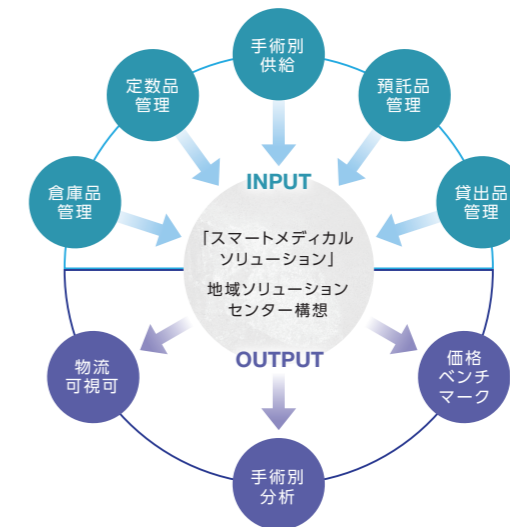 手術別
供給
定数品
管理
預託品
管理
倉庫品
管理
貸出品
管理
INPUT
「スマートメディカル
ソリューション」
地域ソリューション
センター構想
OUTPUT
物流
可視可
価格
ベンチ
マーク
手術別
分析